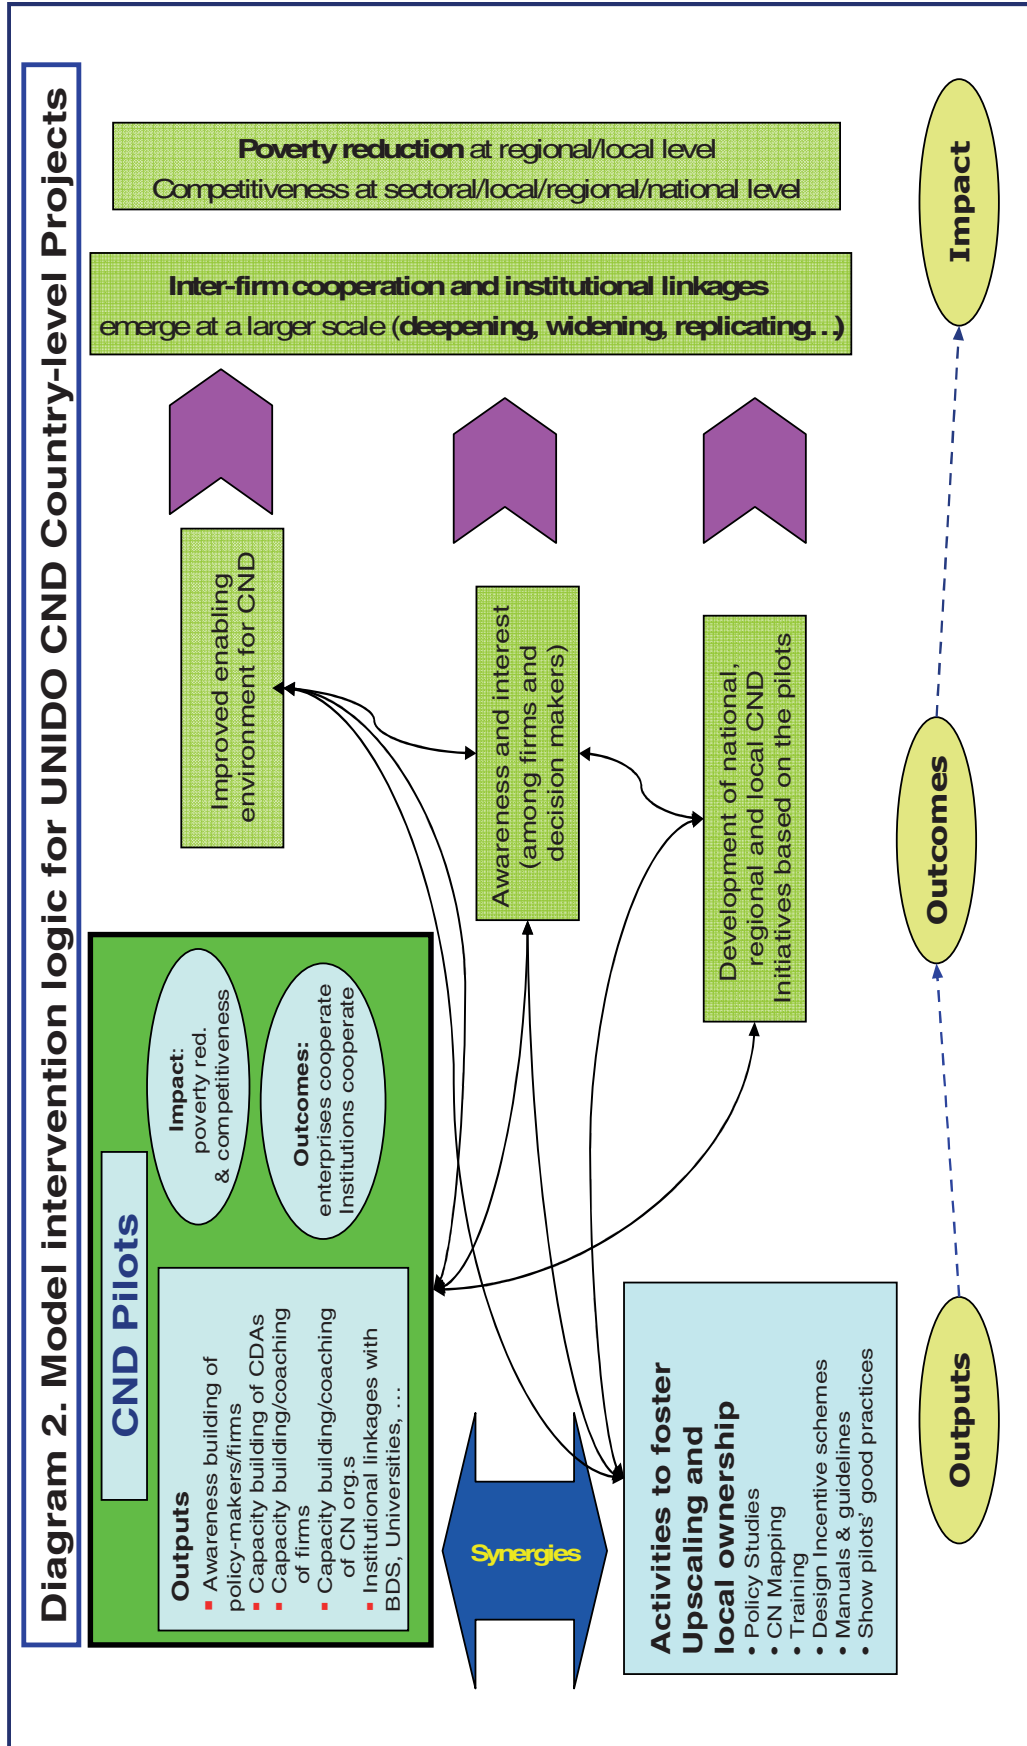 Diagram 2. Model intervention logic for UNIDO CND Country-level Projects
CND Pilots
Outputs
▪ Awareness building of
policy-makers/firms
▪ Capacity building of CDAs
▪ Capacity building/coaching
of firms
▪ Capacity building/coaching
of CN org.s
▪ Institutional linkages with
BDS, Universities, …
Impact:
poverty red.
& competitiveness
Outcomes:
enterprises cooperate
Institutions cooperate
Synergies
Activities to foster
Upscaling and
local ownership
• Policy Studies
• CN Mapping
• Training
• Design Incentive schemes
• Manuals & guidelines
• Show pilots' good practices
Improved enabling
environment for CND
Awareness and interest
(among firms and
decision makers)
Development of national,
regional and local CND
Initiatives based on the pilots
Inter-firm cooperation and institutional linkages
emerge at a larger scale (deepening, widening, replicating…)
Poverty reduction at regional/local level
Competitiveness at sectoral/local/regional/national level
Outputs
Outcomes
Impact